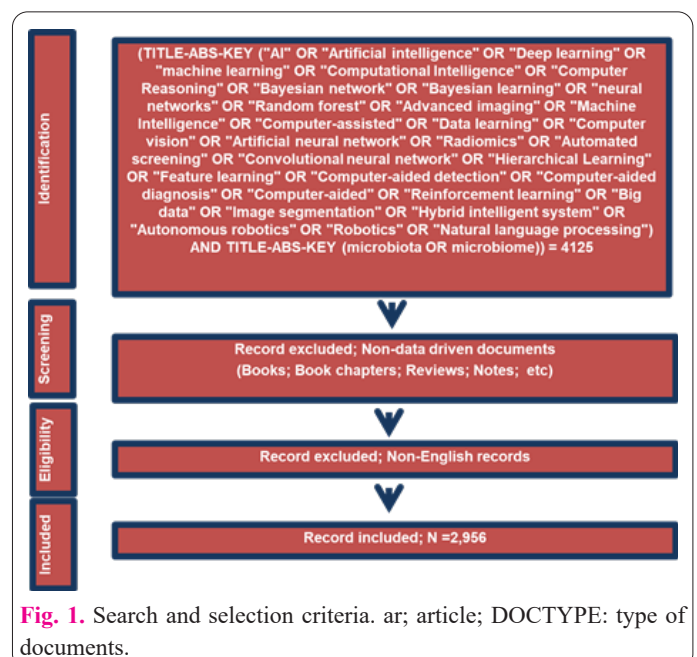 Identification
(TITLE-ABS-KEY ("AI" OR "Artificial intelligence" OR "Deep learning" OR
"machine learning" OR "Computational Intelligence" OR "Computer
Reasoning" OR "Bayesian network" OR "Bayesian learning" OR "neural
networks" OR "Random forest" OR "Advanced imaging" OR "Machine
Intelligence" OR "Computer-assisted" OR "Data learning" OR "Computer
vision" OR "Artificial neural network" OR "Radiomics" OR "Automated
screening" OR "Convolutional neural network" OR "Hierarchical Learning"
OR "Feature learning" OR "Computer-aided detection" OR "Computer-aided
diagnosis" OR "Computer-aided" OR "Reinforcement learning" OR "Big
data" OR "Image segmentation" OR "Hybrid intelligent system" OR
"Autonomous robotics" OR "Robotics" OR "Natural language processing")
AND TITLE-ABS-KEY (microbiota OR microbiome)) = 4125
Screening
Record excluded; Non-data driven documents
(Books; Book chapters; Reviews; Notes; etc)
Eligibility
Record excluded; Non-English records
Included
Record included; N =2,956
Fig. 1. Search and selection criteria. ar; article; DOCTYPE: type of
documents.